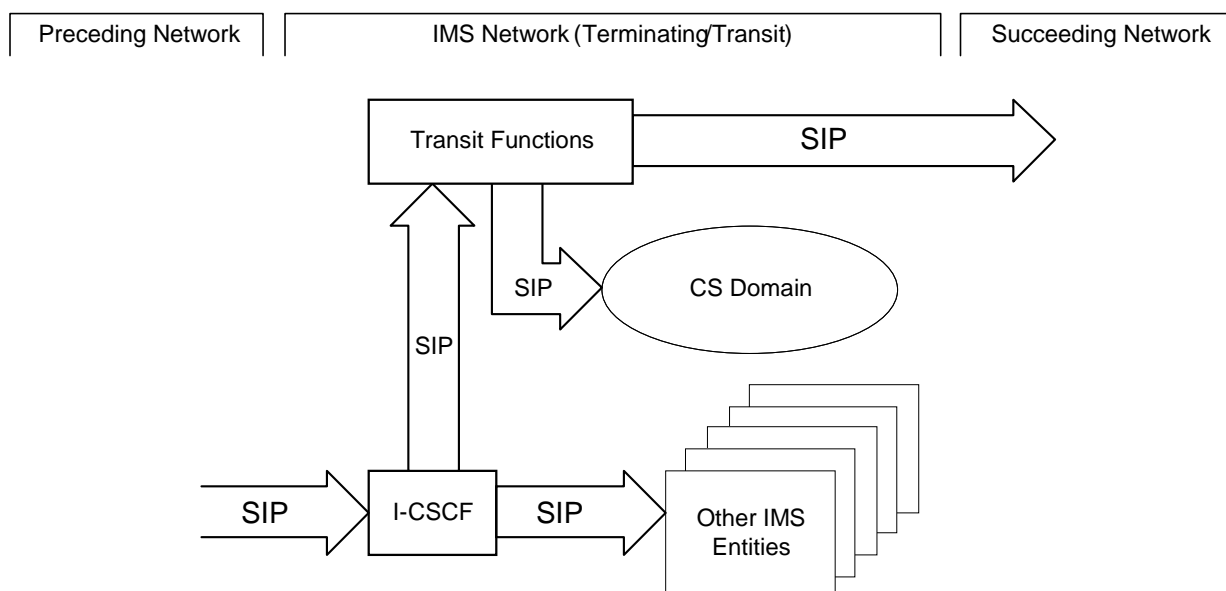 Preceding Network
IMS Network (Terminating/Transit)
Succeeding Network
Transit Functions
SIP
SIP
CS Domain
SIP
SIP
I-CSCF
SIP
Other IMS
Entities